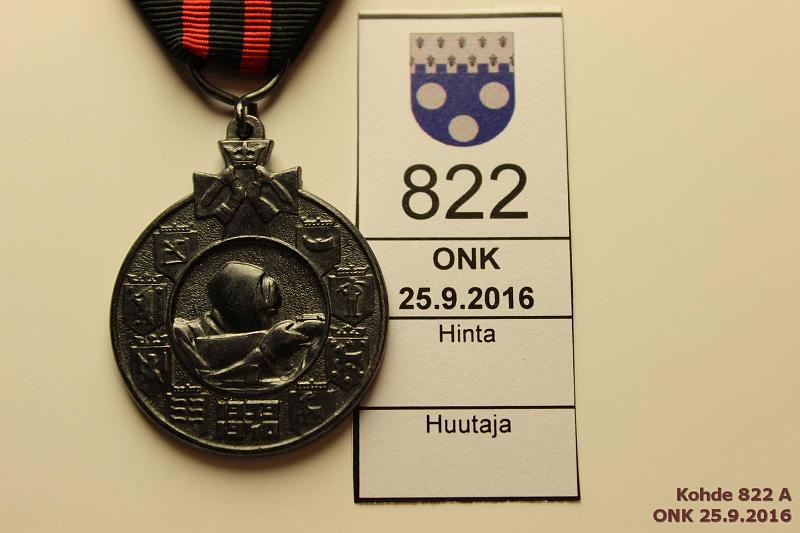 822
ONK
25.9.2016
Hinta
Huutaja
Kohde 822 A
ONK 25.9.2016